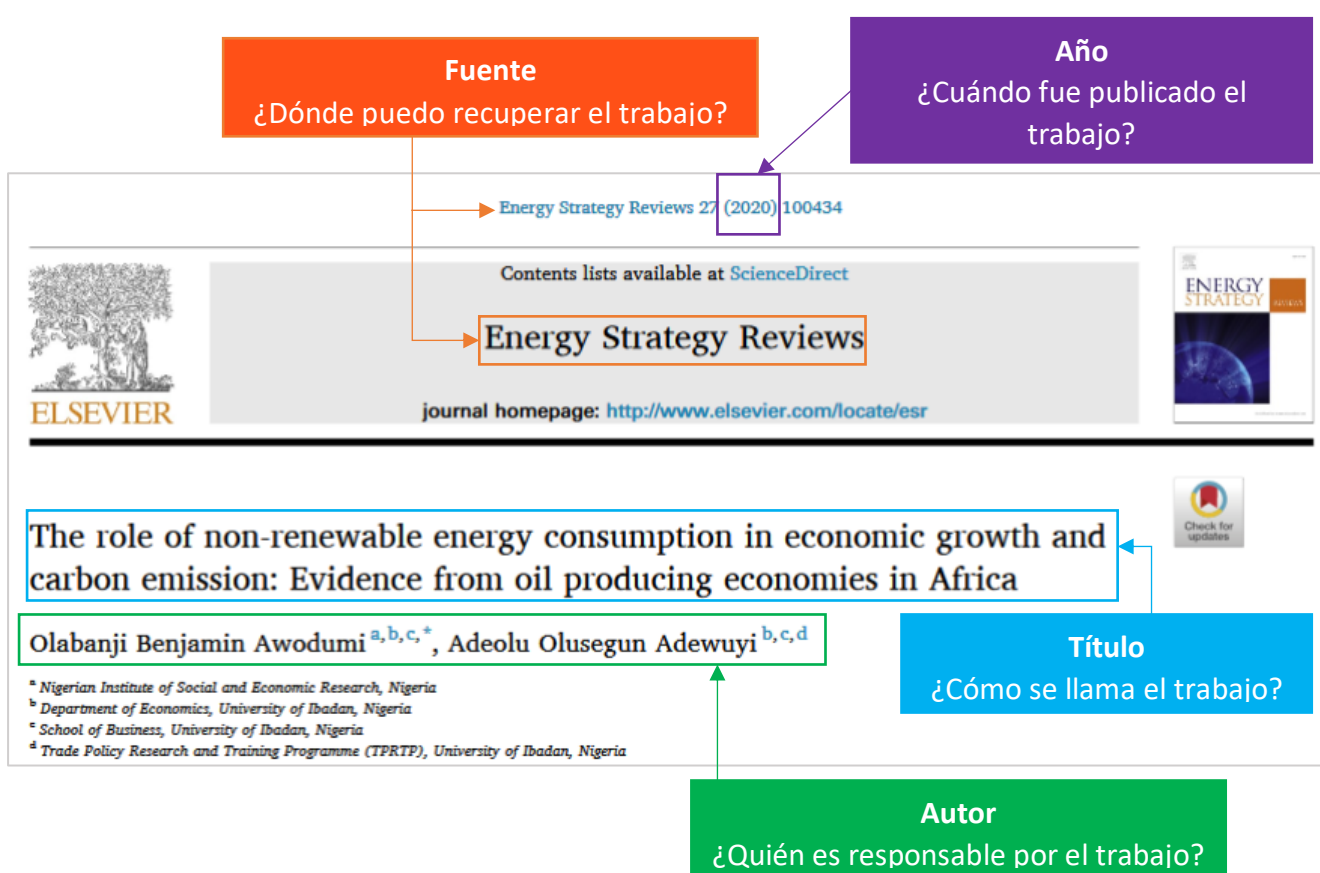 Fuente
¿Dónde puedo recuperar el trabajo?
Año
¿Cuándo fue publicado el
trabajo?
Energy Strategy Reviews 27 (2020) 100434
Contents lists available at ScienceDirect
Energy Strategy Reviews
journal homepage: http://www.elsevier.com/locate/esr
ELSEVIER
ENERGY
STRATEGY
REVIEWS
Check for
updates
The role of non-renewable energy consumption in economic growth and
carbon emission: Evidence from oil producing economies in Africa
Olabanji Benjamin Awodumi a,b,c,*, Adeolu Olusegun Adewuyi b,c,d
a Nigerian Institute of Social and Economic Research, Nigeria
b Department of Economics, University of Ibadan, Nigeria
c School of Business, University of Ibadan, Nigeria
d Trade Policy Research and Training Programme (TPRTP), University of Ibadan, Nigeria
Título
¿Cómo se llama el trabajo?
Autor
¿Quién es responsable por el trabajo?